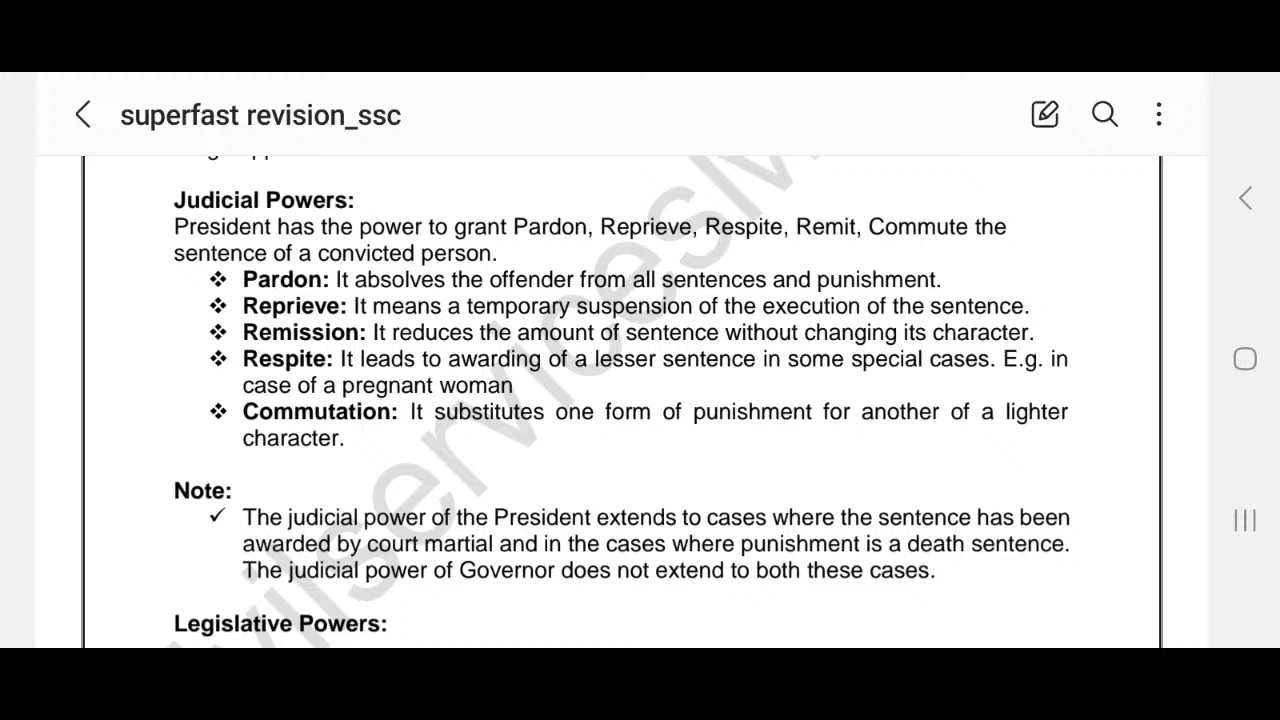 superfast revision_ssc
Judicial Powers:
President has the power to grant Pardon, Reprieve, Respite, Remit, Commute the
sentence of a convicted person.
❖ Pardon: It absolves the offender from all sentences and punishment.
❖ Reprieve: It means a temporary suspension of the execution of the sentence.
❖ Remission: It reduces the amount of sentence without changing its character.
❖ Respite: It leads to awarding of a lesser sentence in some special cases. E.g. in
case of a pregnant woman
❖ Commutation: It substitutes one form of punishment for another of a lighter
character.
Note:
✓ The judicial power of the President extends to cases where the sentence has been
awarded by court martial and in the cases where punishment is a death sentence.
The judicial power of Governor does not extend to both these cases.
Legislative Powers: